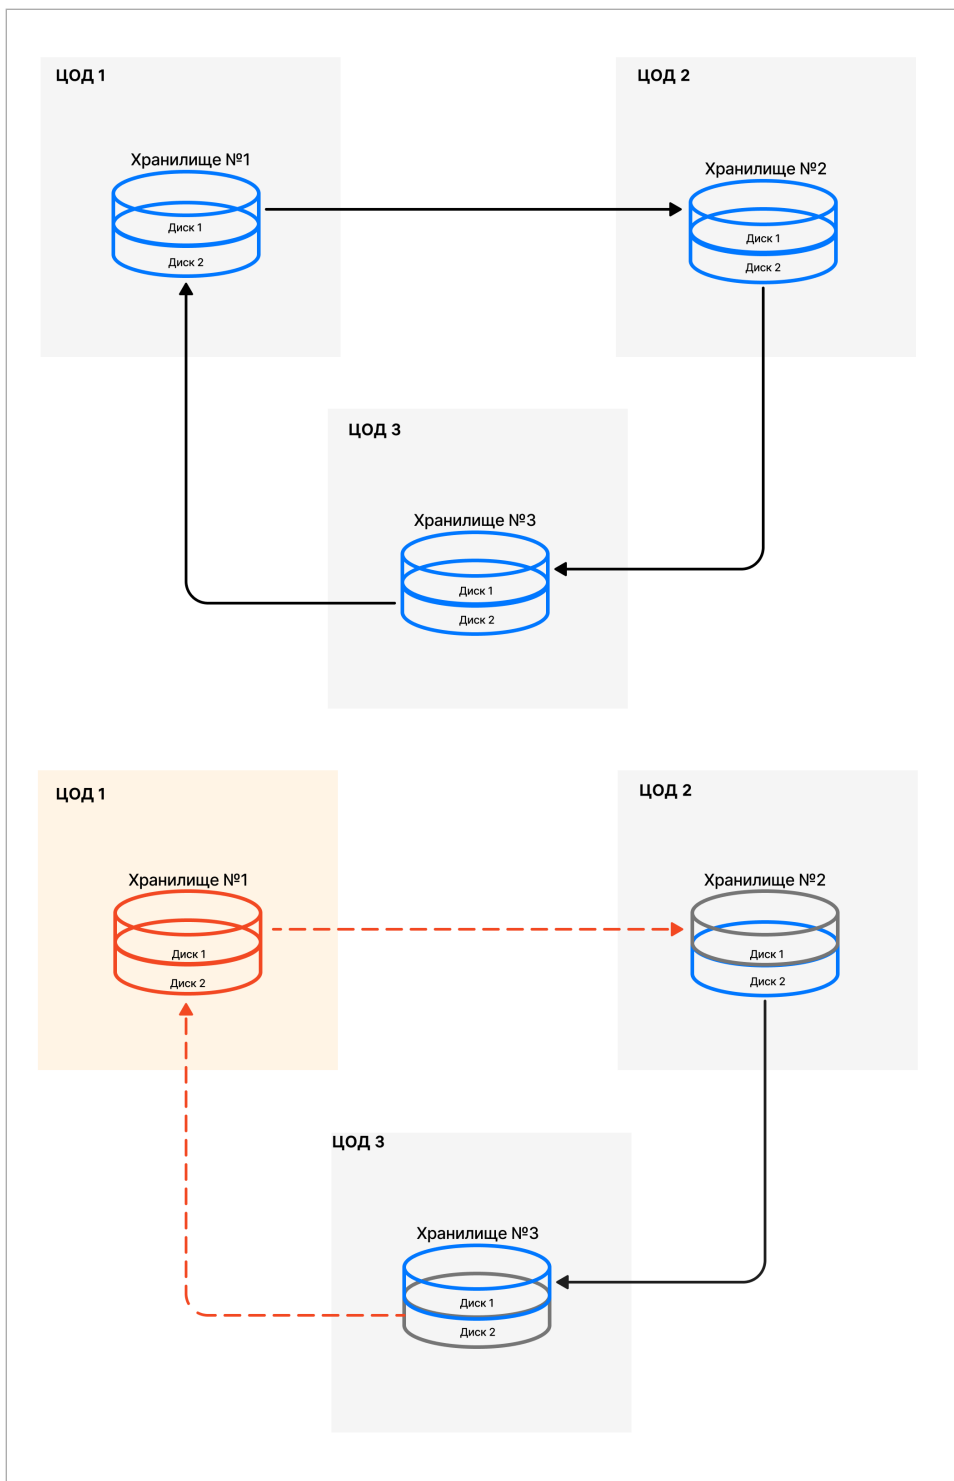 ЦОД 1
ЦОД 2
Хранилище №1
Хранилище №2
Диск 1
Диск 2
Диск 1
Диск 2
ЦОД 3
Хранилище №3
Диск 1
Диск 2
ЦОД 1
ЦОД 2
Хранилище №1
Хранилище №2
Диск 1
Диск 2
Диск 1
Диск 2
ЦОД 3
Хранилище №3
Диск 1
Диск 2